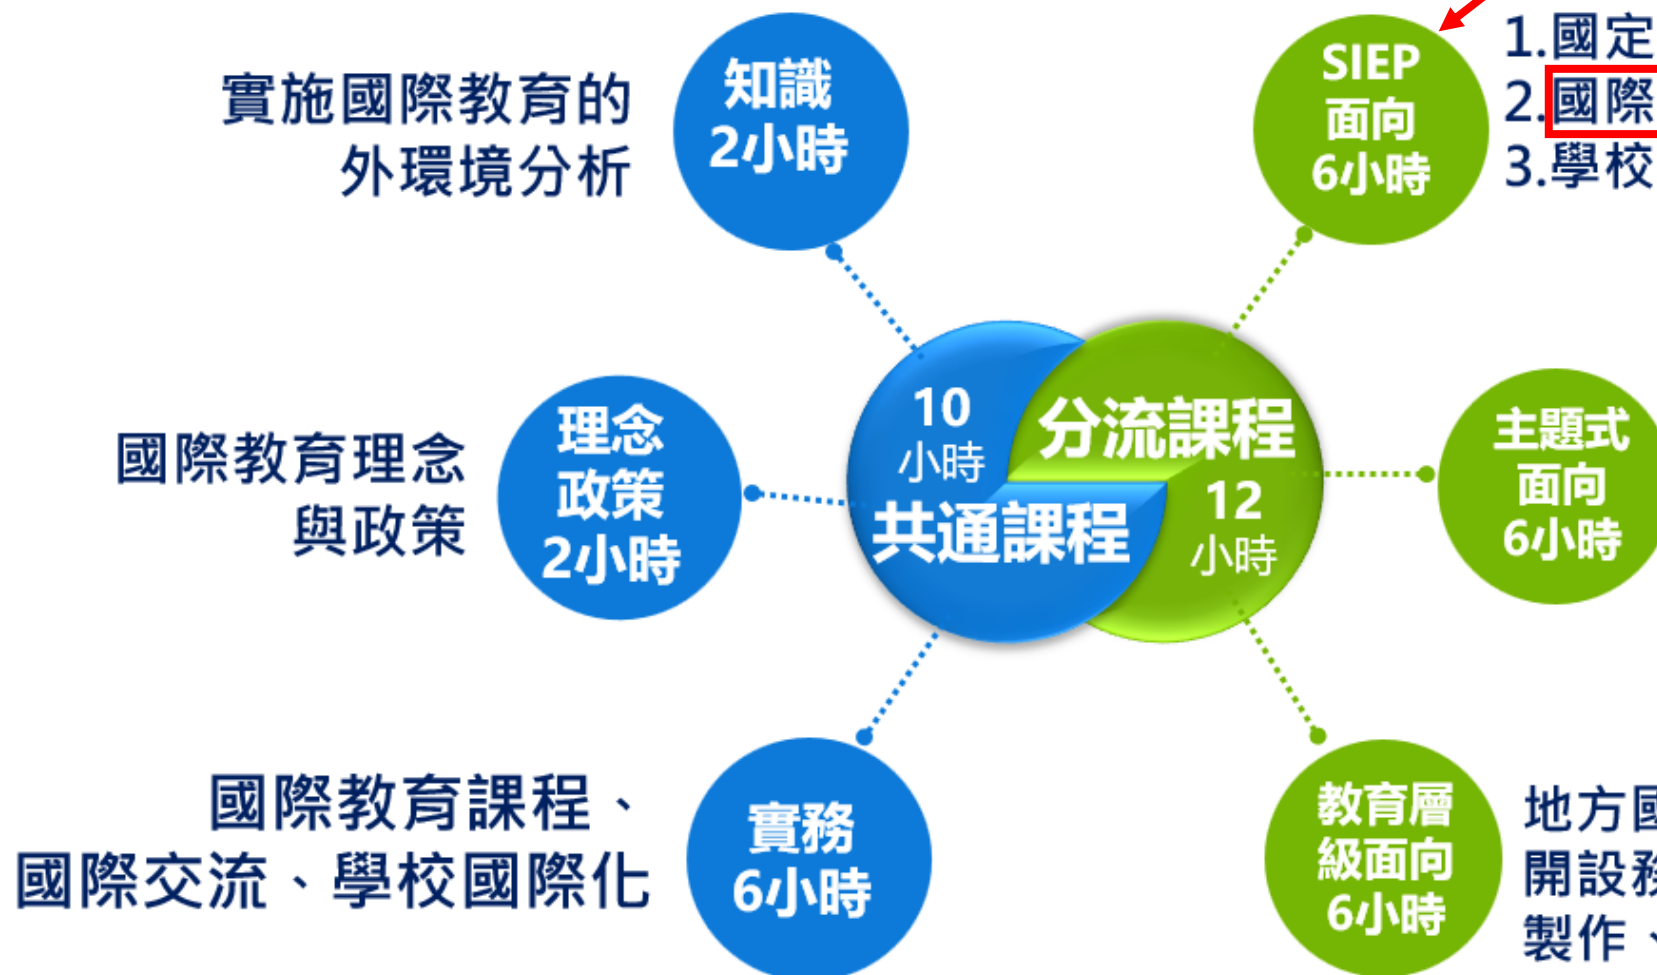 實施國際教育的
外環境分析
知識
2小時
SIEP
面向
6小時
1.國定
2.國際
3.學校
國際教育理念
與政策
理念
政策
2小時
10
小時
共通課程
分流課程
12
小時
主題式
面向
6小時
國際教育課程、
國際交流、學校國際化
實務
6小時
教育層
級面向
6小時
地方國
開設務
製作、